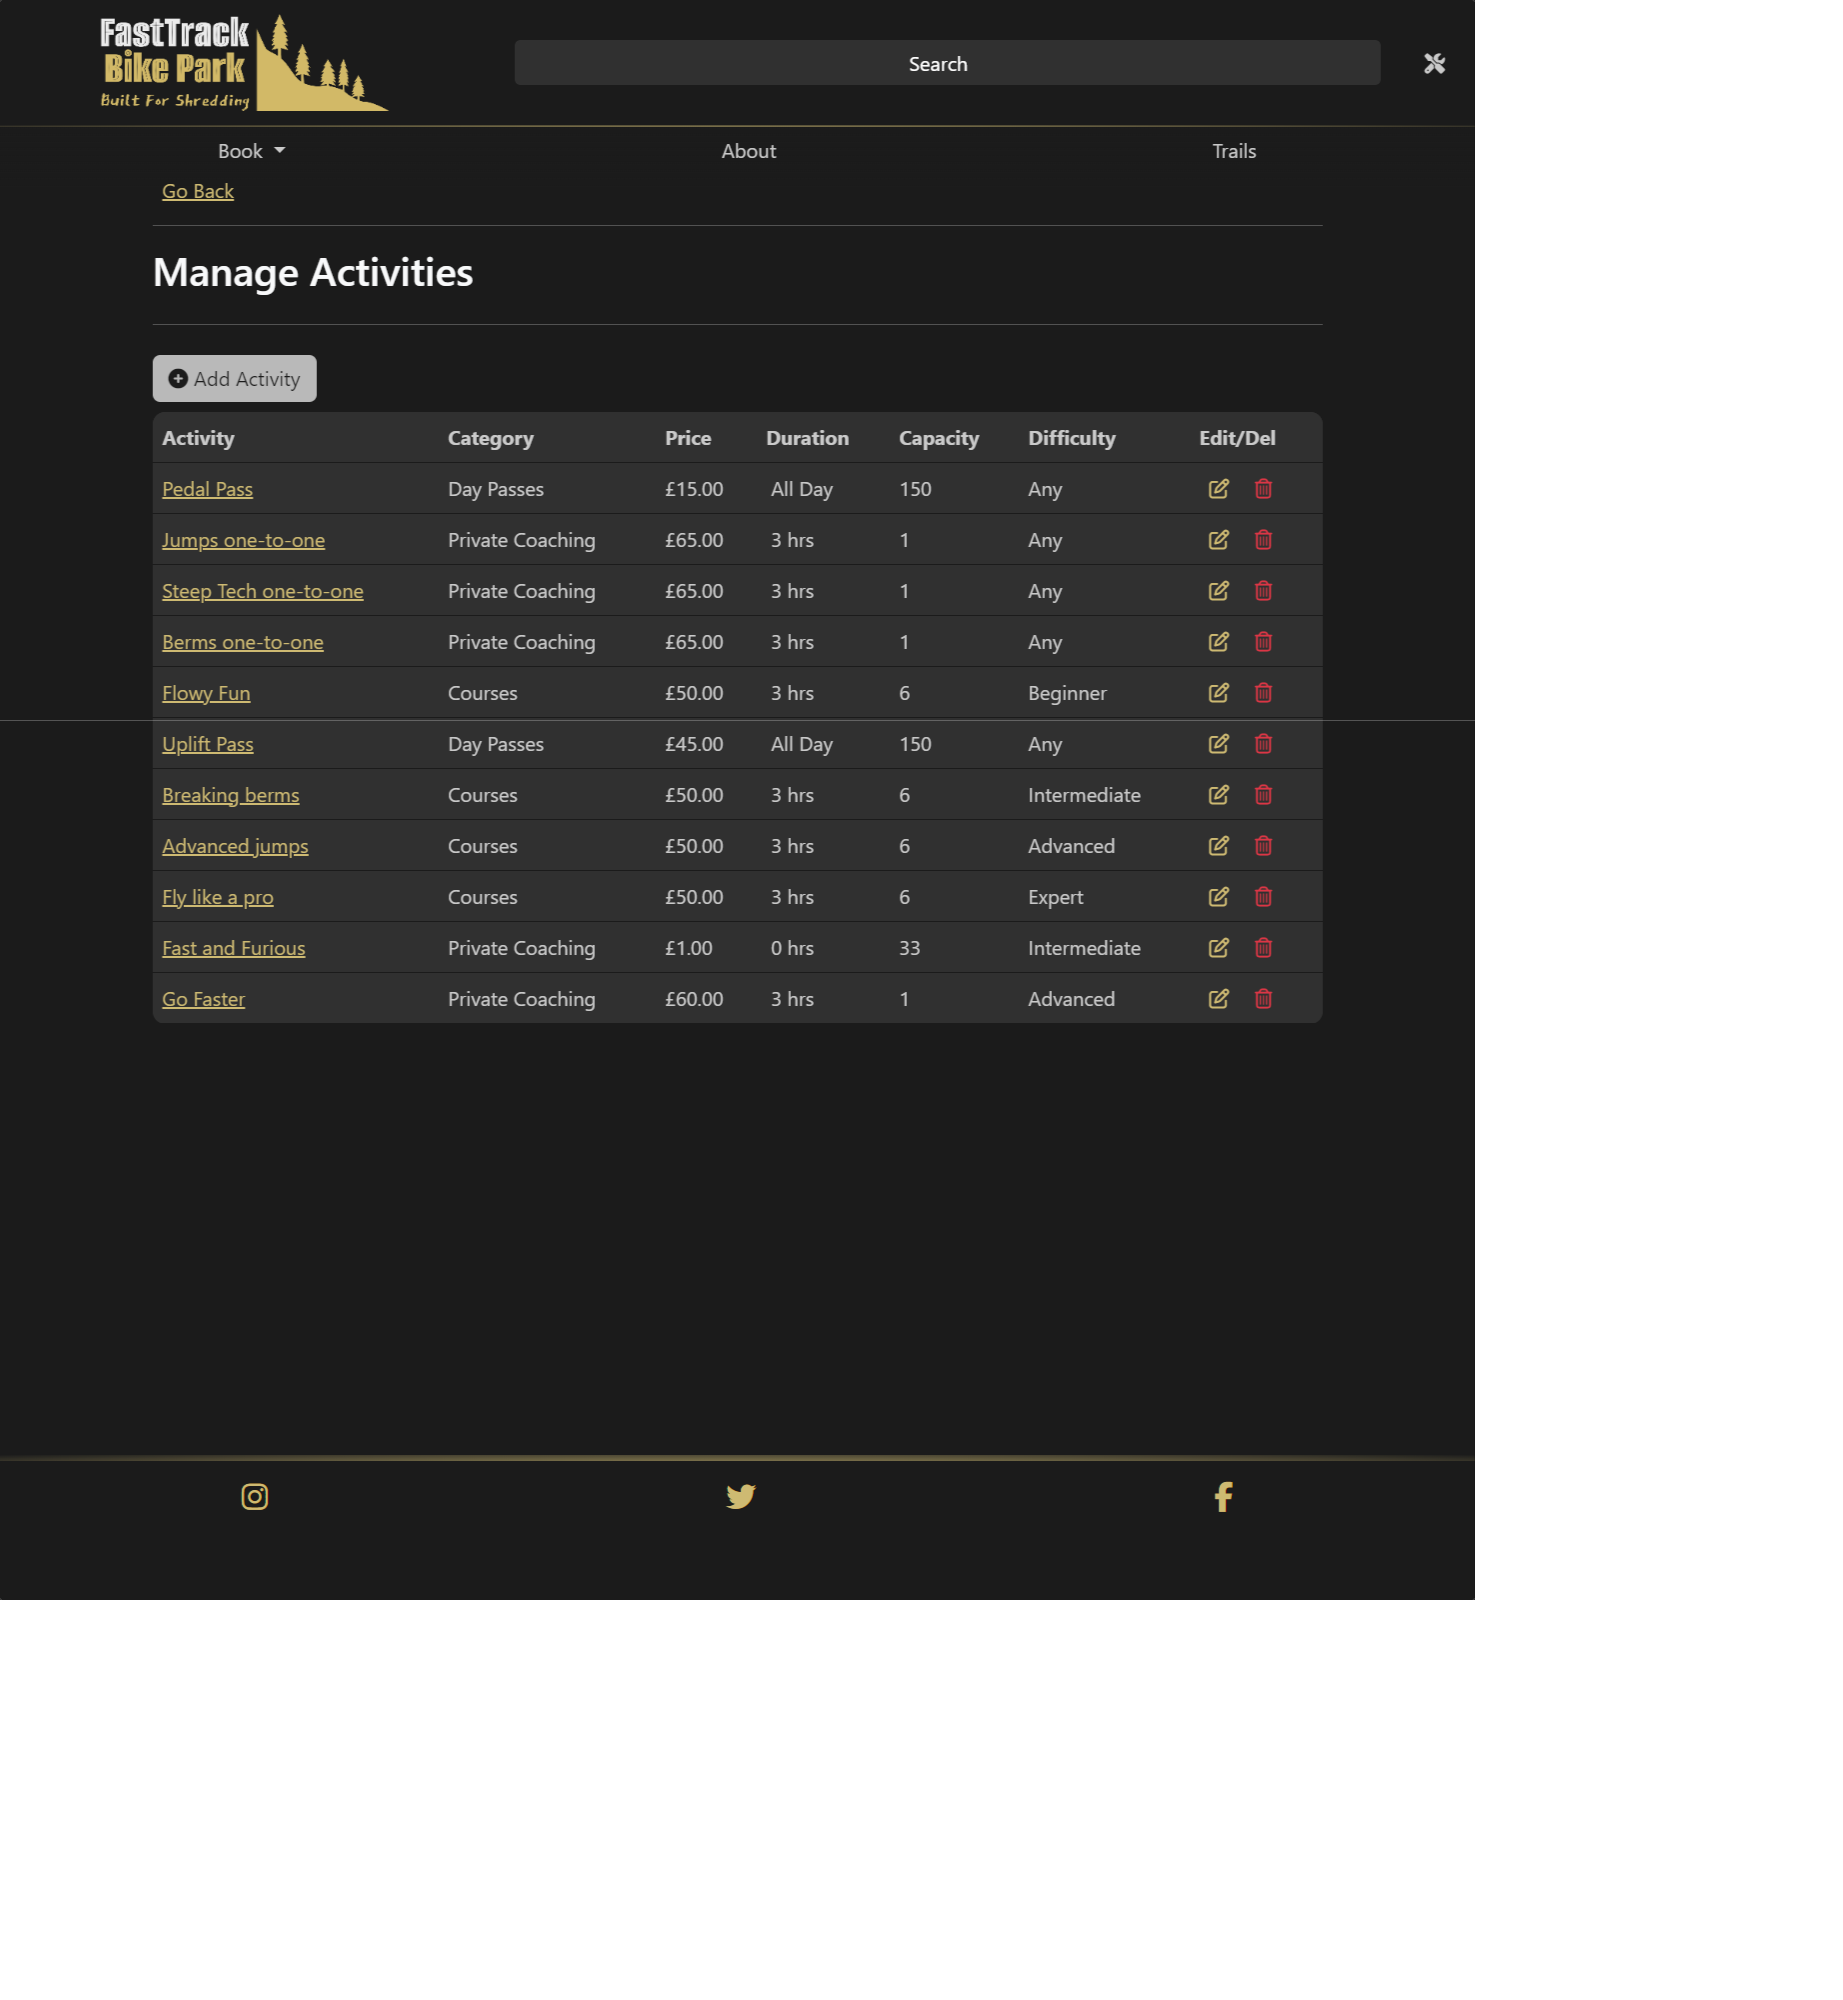 FastTrack
Bike Park
Built For Shredding
Search
Book About Trails
Go Back
Manage Activities
Add Activity
Activity Category Price Duration Capacity Difficulty Edit/Del
Pedal Pass Day Passes £15.00 All Day 150 Any
Jumps one-to-one Private Coaching £65.00 3 hrs 1 Any
Steep Tech one-to-one Private Coaching £65.00 3 hrs 1 Any
Berms one-to-one Private Coaching £65.00 3 hrs 1 Any
Flowy Fun Courses £50.00 3 hrs 6 Beginner
Uplift Pass Day Passes £45.00 All Day 150 Any
Breaking berms Courses £50.00 3 hrs 6 Intermediate
Advanced jumps Courses £50.00 3 hrs 6 Advanced
Fly like a pro Courses £50.00 3 hrs 6 Expert
Fast and Furious Private Coaching £1.00 0 hrs 33 Intermediate
Go Faster Private Coaching £60.00 3 hrs 1 Advanced